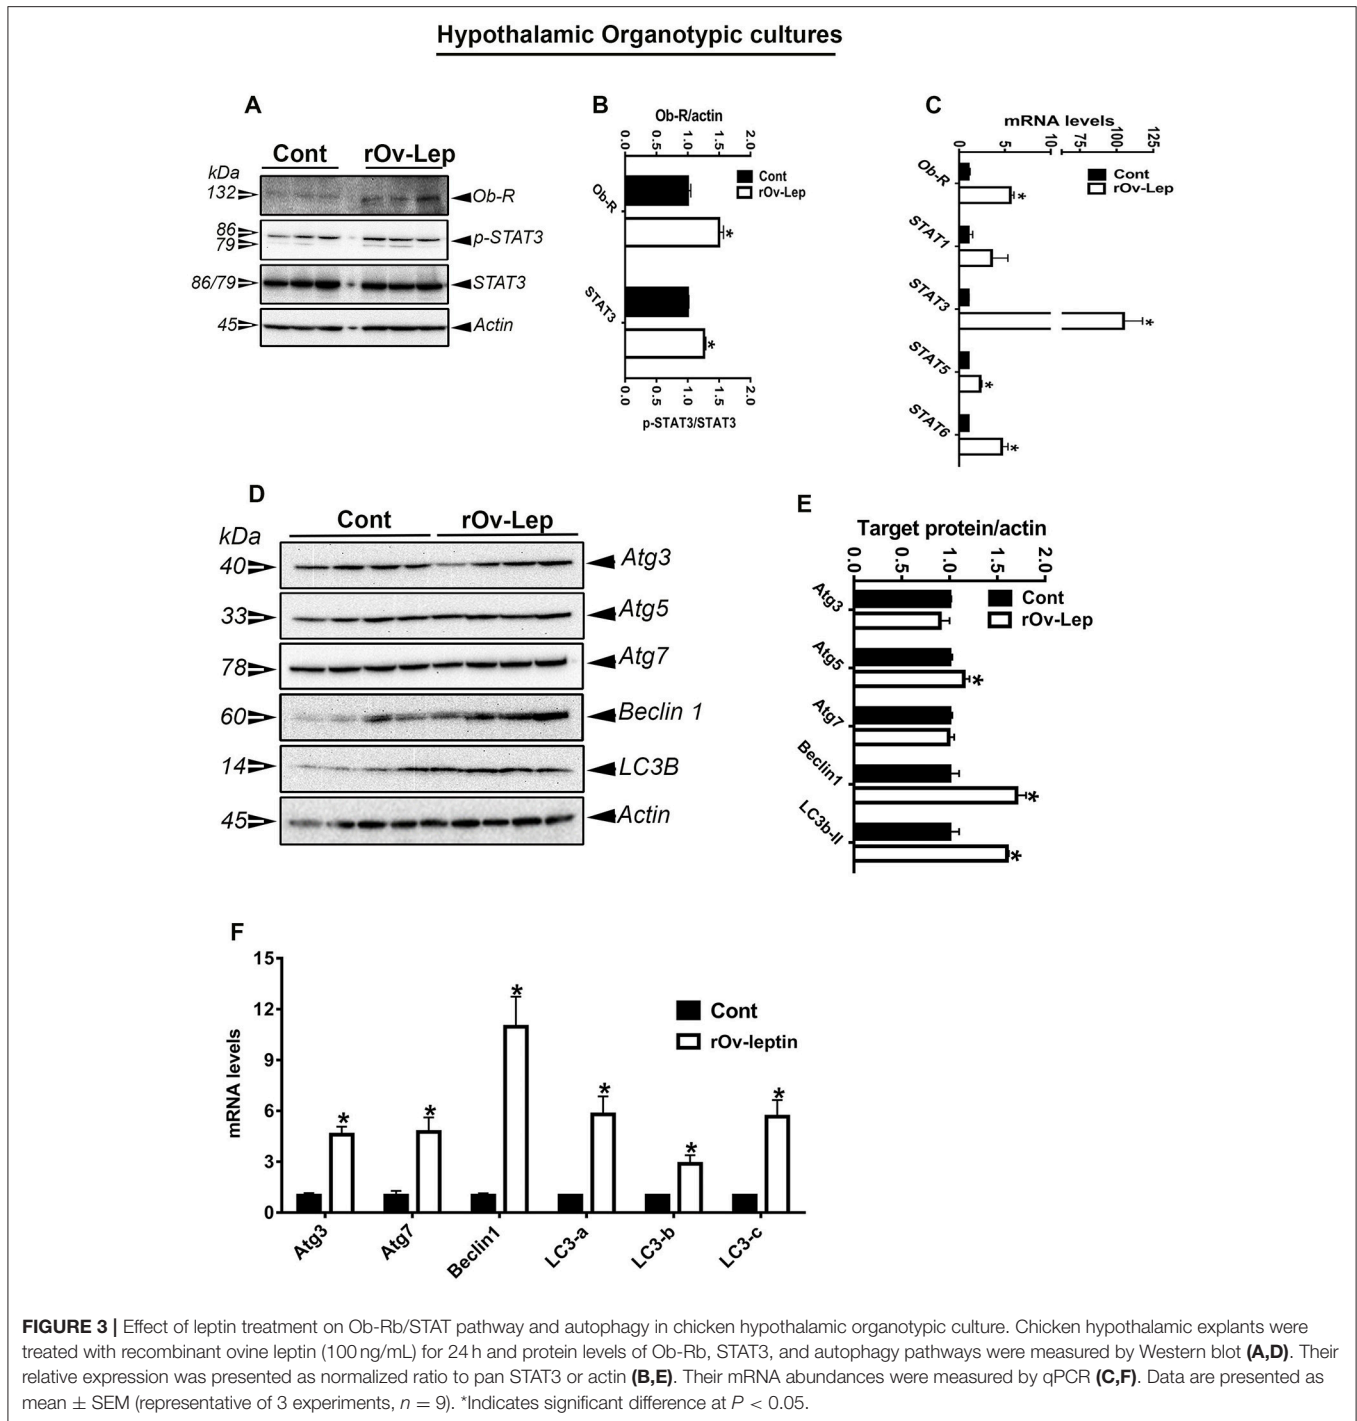 Hypothalamic Organotypic cultures
A
Cont rOv-Lep
kDa
132 Ob-R
86
79 p-STAT3
86/79 STAT3
45 Actin
B
Ob-R/actin
0.0 0.5 1.0 1.5 2.0
Cont
rOv-Lep
Ob-R
*
STAT3
*
0.0 0.5 1.0 1.5 2.0
p-STAT3/STAT3
C
mRNA levels
0 5 10 75 100 125
Cont
rOv-Lep
Ob-R
*
STAT1
STAT3
*
STAT5
*
STAT6
*
D
Cont rOv-Lep
kDa
40 Atg3
33 Atg5
78 Atg7
60 Beclin 1
14 LC3B
45 Actin
E
Target protein/actin
0.0 0.5 1.0 1.5 2.0
Cont
rOv-Lep
Atg3
Atg5
*
Atg7
Beclin1
*
LC3b-II
*
F
mRNA levels
15
12
9
6
3
0
Cont
rOv-leptin
* * * * * *
Atg3 Atg7 Beclin1 LC3-a LC3-b LC3-c
FIGURE 3 | Effect of leptin treatment on Ob-Rb/STAT pathway and autophagy in chicken hypothalamic organotypic culture. Chicken hypothalamic explants were
treated with recombinant ovine leptin (100 ng/mL) for 24 h and protein levels of Ob-Rb, STAT3, and autophagy pathways were measured by Western blot (A,D). Their
relative expression was presented as normalized ratio to pan STAT3 or actin (B,E). Their mRNA abundances were measured by qPCR (C,F). Data are presented as
mean ± SEM (representative of 3 experiments, n = 9). *Indicates significant difference at P < 0.05.